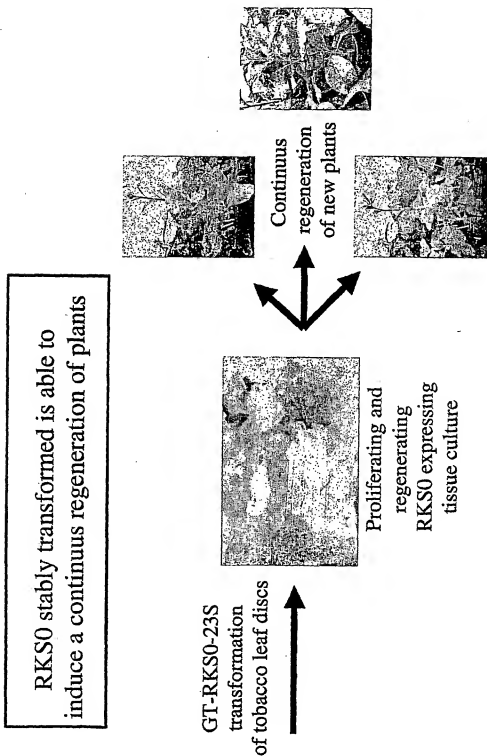 RKS0 stably transformed is able to
induce a continuous regeneration of plants
GT-RKS0-23S
transformation
of tobacco leaf discs
Proliferating and
regenerating
RKS0 expressing
tissue culture
Continuus
regeneration
of new plants